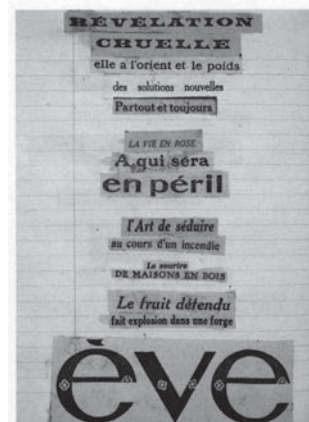 RÉVÉLATION
CRUELLE
elle a l'orient et le poids
des solutions nouvelles
Partout et toujours
LA VIE EN ROSE
A qui sera
en péril
l'Art de séduire
au cours d'un incendie
Le sourire
DE MAISONS EN BOIS
Le fruit défendu
fait explosion dans une forge
ève